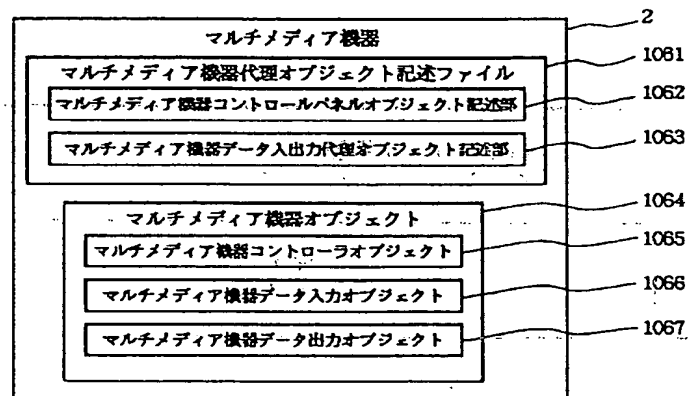 マルチメディア機器
2
マルチメディア機器代理オブジェクト記述ファイル
1061
マルチメディア機器コントロールパネルオブジェクト記述部
1062
マルチメディア機器データ入出力代理オブジェクト記述部
1063
マルチメディア機器オブジェクト
1064
マルチメディア機器コントローラオブジェクト
1065
マルチメディア機器データ入力オブジェクト
1066
マルチメディア機器データ出力オブジェクト
1067